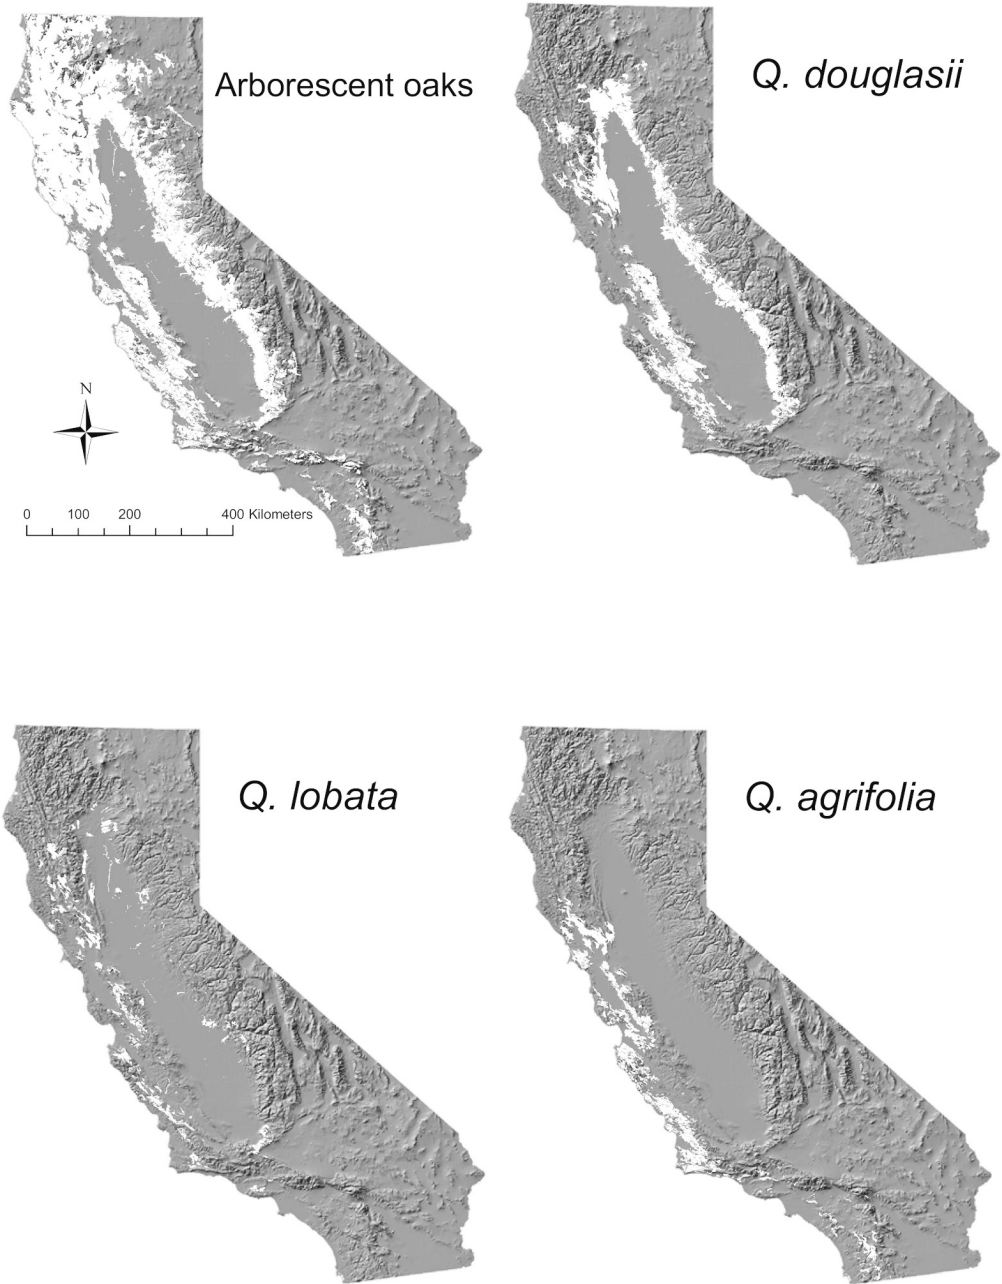 Arborescent oaks
Q. douglasii
N
0 100 200 400 Kilometers
Q. lobata
Q. agrifolia